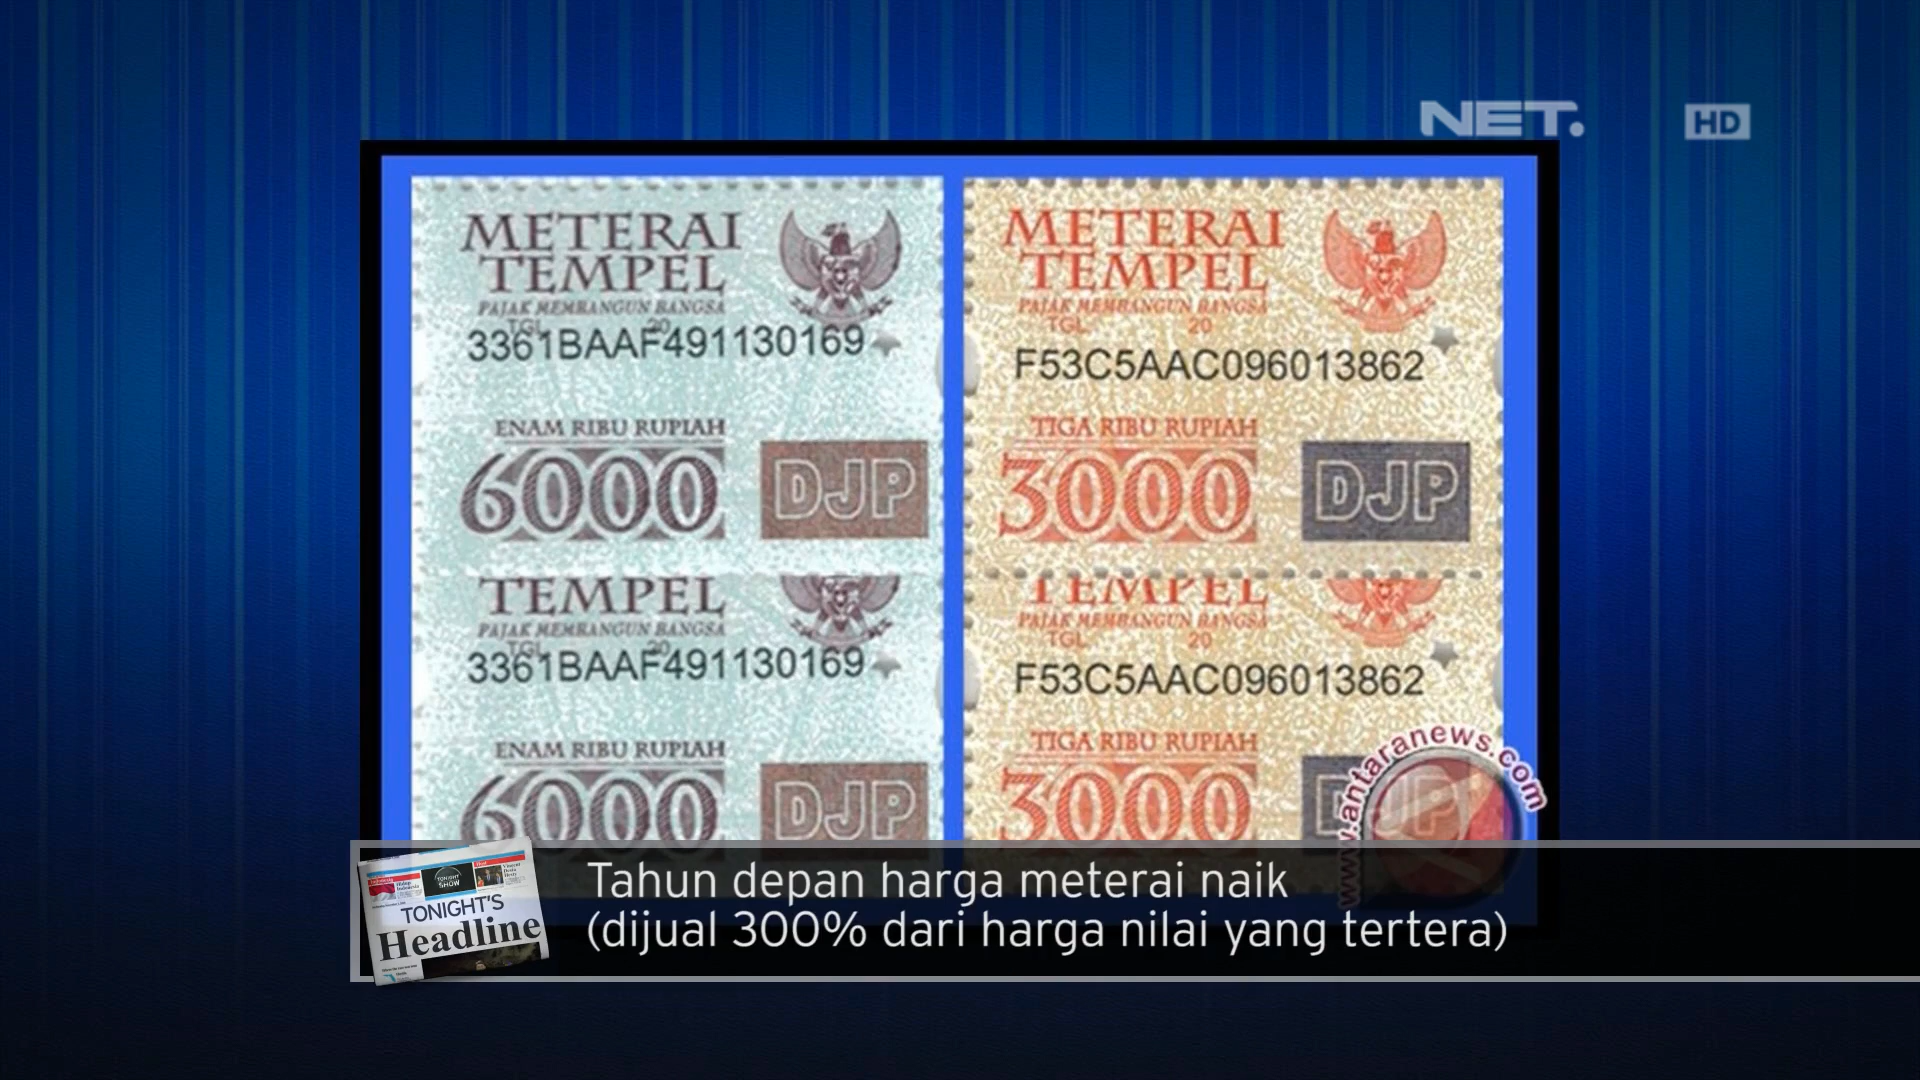 NET.
HD
METERAI
TEMPEL
PAJAK MEMBANGUN BANGSA
TGL 20
3361BAAF491130169
ENAM RIBU RUPIAH
6000
DJP
TEMPEL
PAJAK MEMBANGUN BANGSA
TGL 20
3361BAAF491130169
ENAM RIBU RUPIAH
6000
DJP
METERAI
TEMPEL
PAJAK MEMBANGUN BANGSA
TGL 20
F53C5AAC096013862
TIGA RIBU RUPIAH
3000
DJP
TEMPEL
PAJAK MEMBANGUN BANGSA
TGL 20
F53C5AAC096013862
TIGA RIBU RUPIAH
3000
DJP
www.antaranews.com
TONIGHT
SHOW
TONIGHT'S
Headline
Tahun depan harga meterai naik
(dijual 300% dari harga nilai yang tertera)